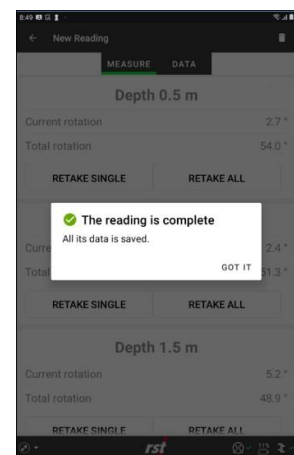 8:49
New Reading
MEASURE DATA
Depth 0.5 m
Current rotation 2.7 °
Total rotation 54.0 °
RETAKE SINGLE RETAKE ALL
The reading is complete
All its data is saved.
2.4 °
GOT IT
51.3 °
RETAKE SINGLE RETAKE ALL
Depth 1.5 m
Current rotation 5.2 °
Total rotation 48.9 °
RETAKE SINGLE RETAKE ALL
rst